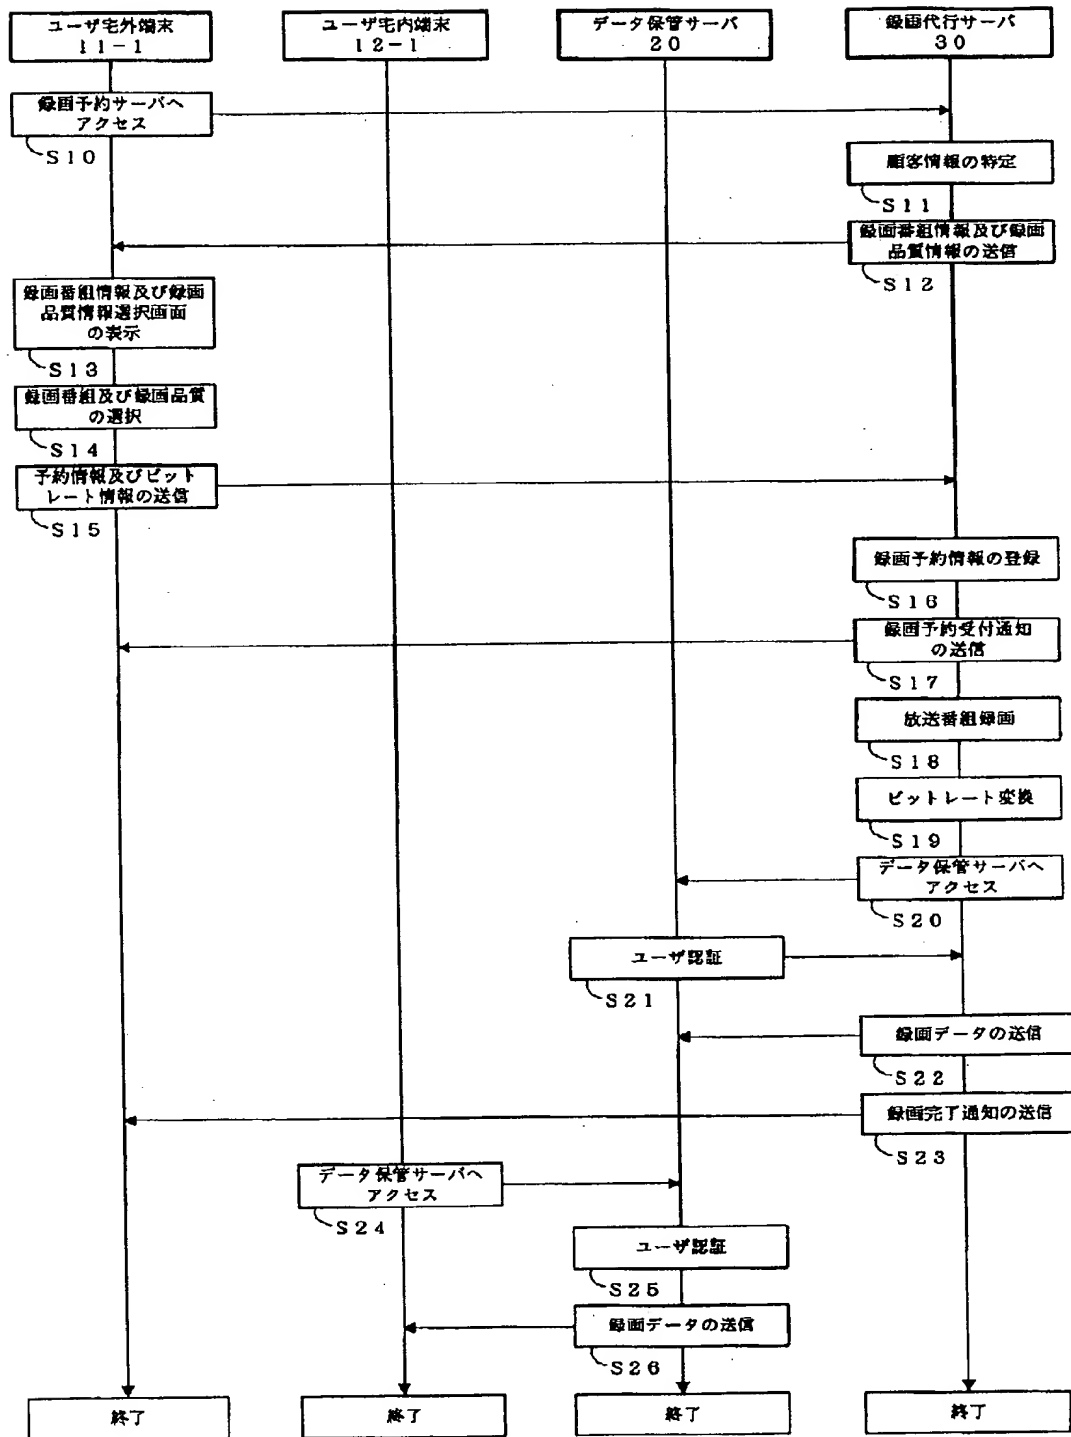 ユーザ宅外端末
11-1
ユーザ宅内端末
12-1
データ保管サーバ
20
録画代行サーバ
30
録画予約サーバへ
アクセス
S10
顧客情報の特定
S11
録画番組情報及び録画
品質情報の送信
S12
録画番組情報及び録画
品質情報選択画面
の表示
S13
録画番組及び録画品質
の選択
S14
予約情報及びビット
レート情報の送信
S15
録画予約情報の登録
S16
録画予約受付通知
の送信
S17
放送番組録画
S18
ビットレート変換
S19
データ保管サーバへ
アクセス
S20
ユーザ認証
S21
録画データの送信
S22
録画完了通知の送信
S23
データ保管サーバへ
アクセス
S24
ユーザ認証
S25
録画データの送信
S26
終了
終了
終了
終了